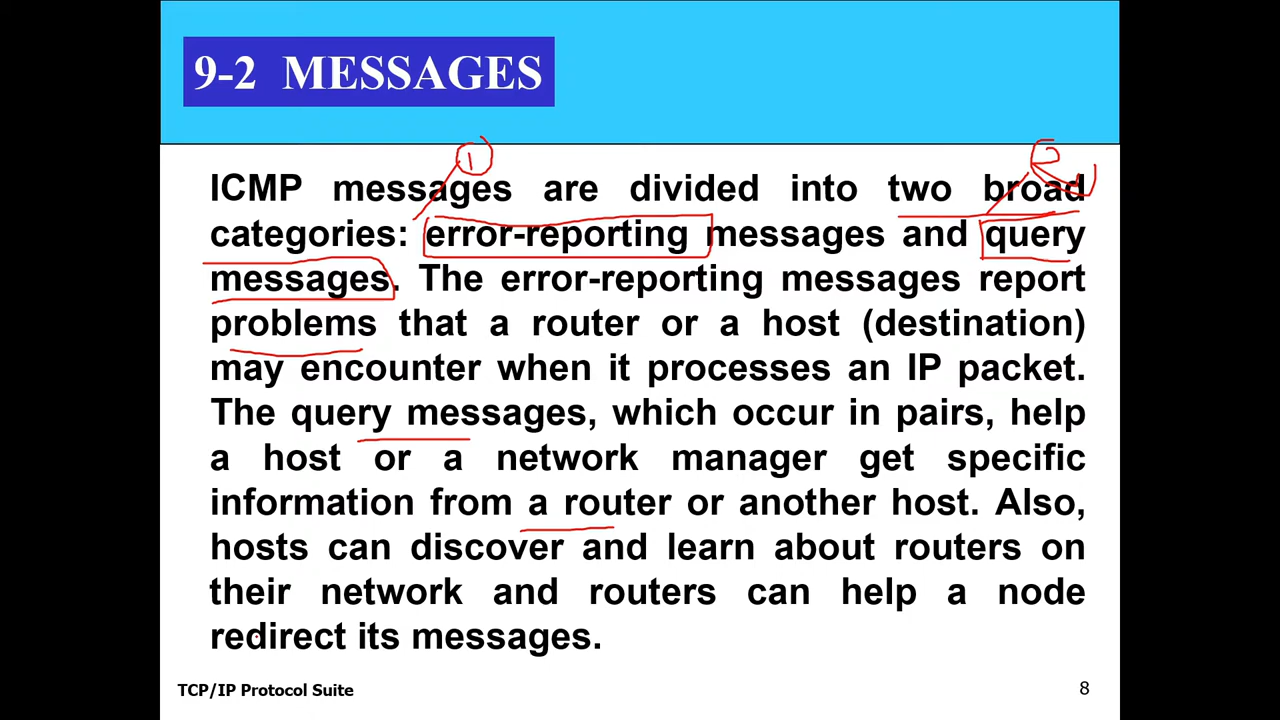 9-2 MESSAGES
1
2
ICMP messages are divided into two broad
categories: error-reporting messages and query
messages. The error-reporting messages report
problems that a router or a host (destination)
may encounter when it processes an IP packet.
The query messages, which occur in pairs, help
a host or a network manager get specific
information from a router or another host. Also,
hosts can discover and learn about routers on
their network and routers can help a node
redirect its messages.
TCP/IP Protocol Suite
8